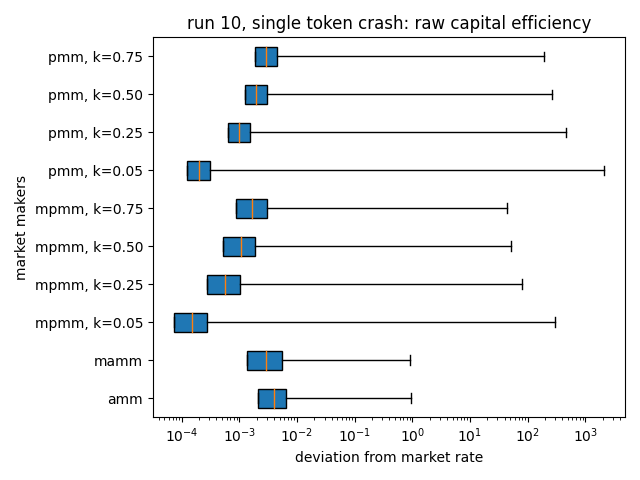 run 10, single token crash: raw capital efficiency
pmm, k=0.75
pmm, k=0.50
pmm, k=0.25
pmm, k=0.05
mpmm, k=0.75
mpmm, k=0.50
mpmm, k=0.25
mpmm, k=0.05
mamm
amm
market makers
10⁻⁴ 10⁻³ 10⁻² 10⁻¹ 10⁰ 10¹ 10² 10³
deviation from market rate